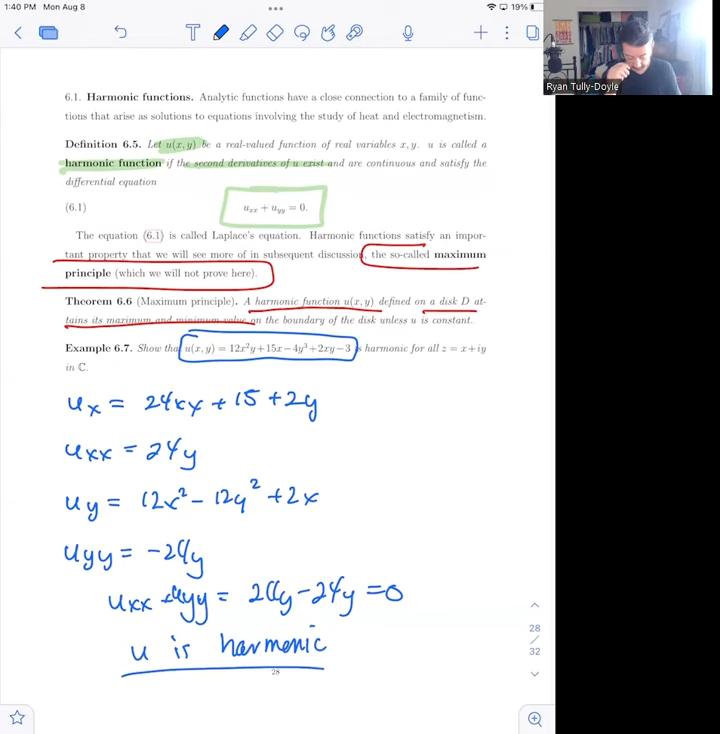 1:40 PM Mon Aug 8
19%
T
Ryan Tully-Doyle
6.1. Harmonic functions. Analytic functions have a close connection to a family of func-
tions that arise as solutions to equations involving the study of heat and electromagnetism.
Definition 6.5. Let u(x, y) be a real-valued function of real variables x, y. u is called a
harmonic function if the second derivatives of u exist and are continuous and satisfy the
differential equation
(6.1) uxx + uyy = 0.
The equation (6.1) is called Laplace's equation. Harmonic functions satisfy an impor-
tant property that we will see more of in subsequent discussion, the so-called maximum
principle (which we will not prove here).
Theorem 6.6 (Maximum principle). A harmonic function u(x, y) defined on a disk D at-
tains its maximum and minimum value on the boundary of the disk unless u is constant.
Example 6.7. Show tha u(x, y) = 12x²y+15x−4y³+2xy−3 is harmonic for all z = x+iy
in ℂ.
ux = 24xy + 15 + 2y
uxx = 24y
uy = 12x² − 12y² + 2x
uyy = −24y
uxx + uyy = 24y − 24y = 0
u is harmonic
28
28
32